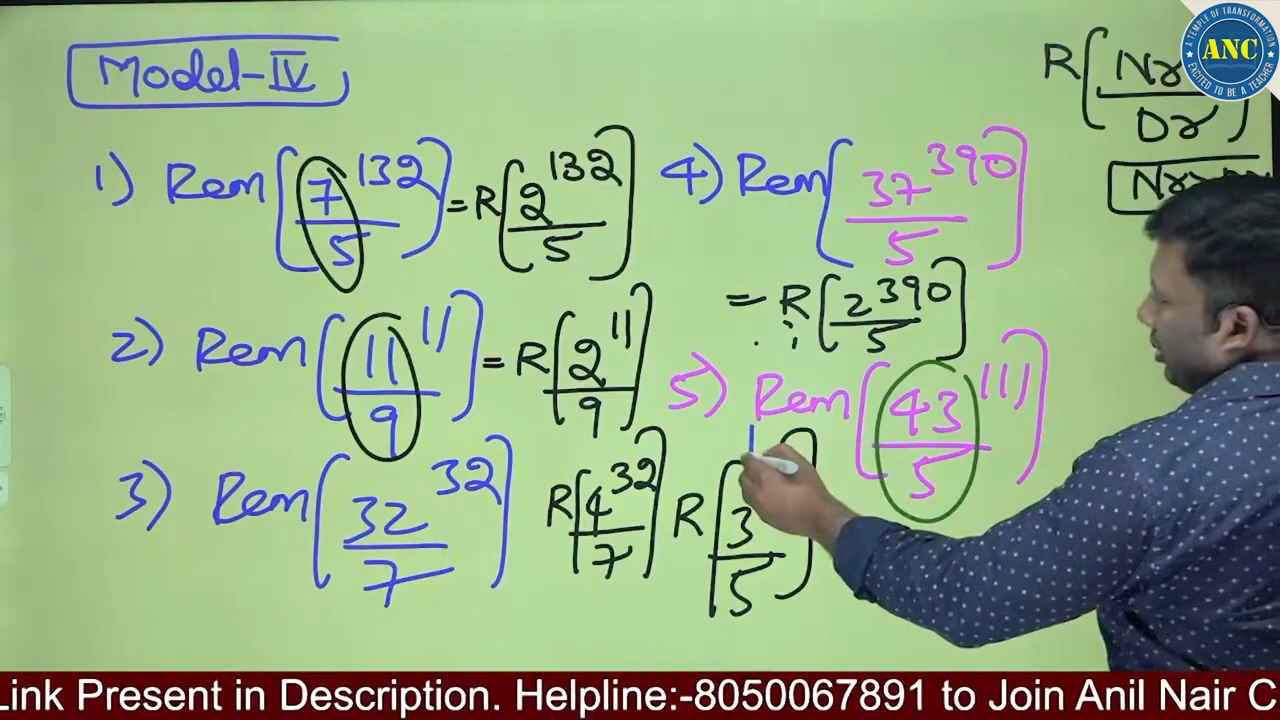 Model-IV
1) Rem[7^132/5] = R[2^132/5]
2) Rem[11^11/9] = R[2^11/9]
3) Rem[32^32/7] R[4^32/7]
4) Rem[37^390/5]
= R[2^390/5]
5) Rem[43^111/5]
R[3/5]
R[Nr/Dr]
A TEMPLE OF TRANSFORMATION
ANC
EXCITED TO BE A TEACHER
Link Present in Description. Helpline:-8050067891 to Join Anil Nair C